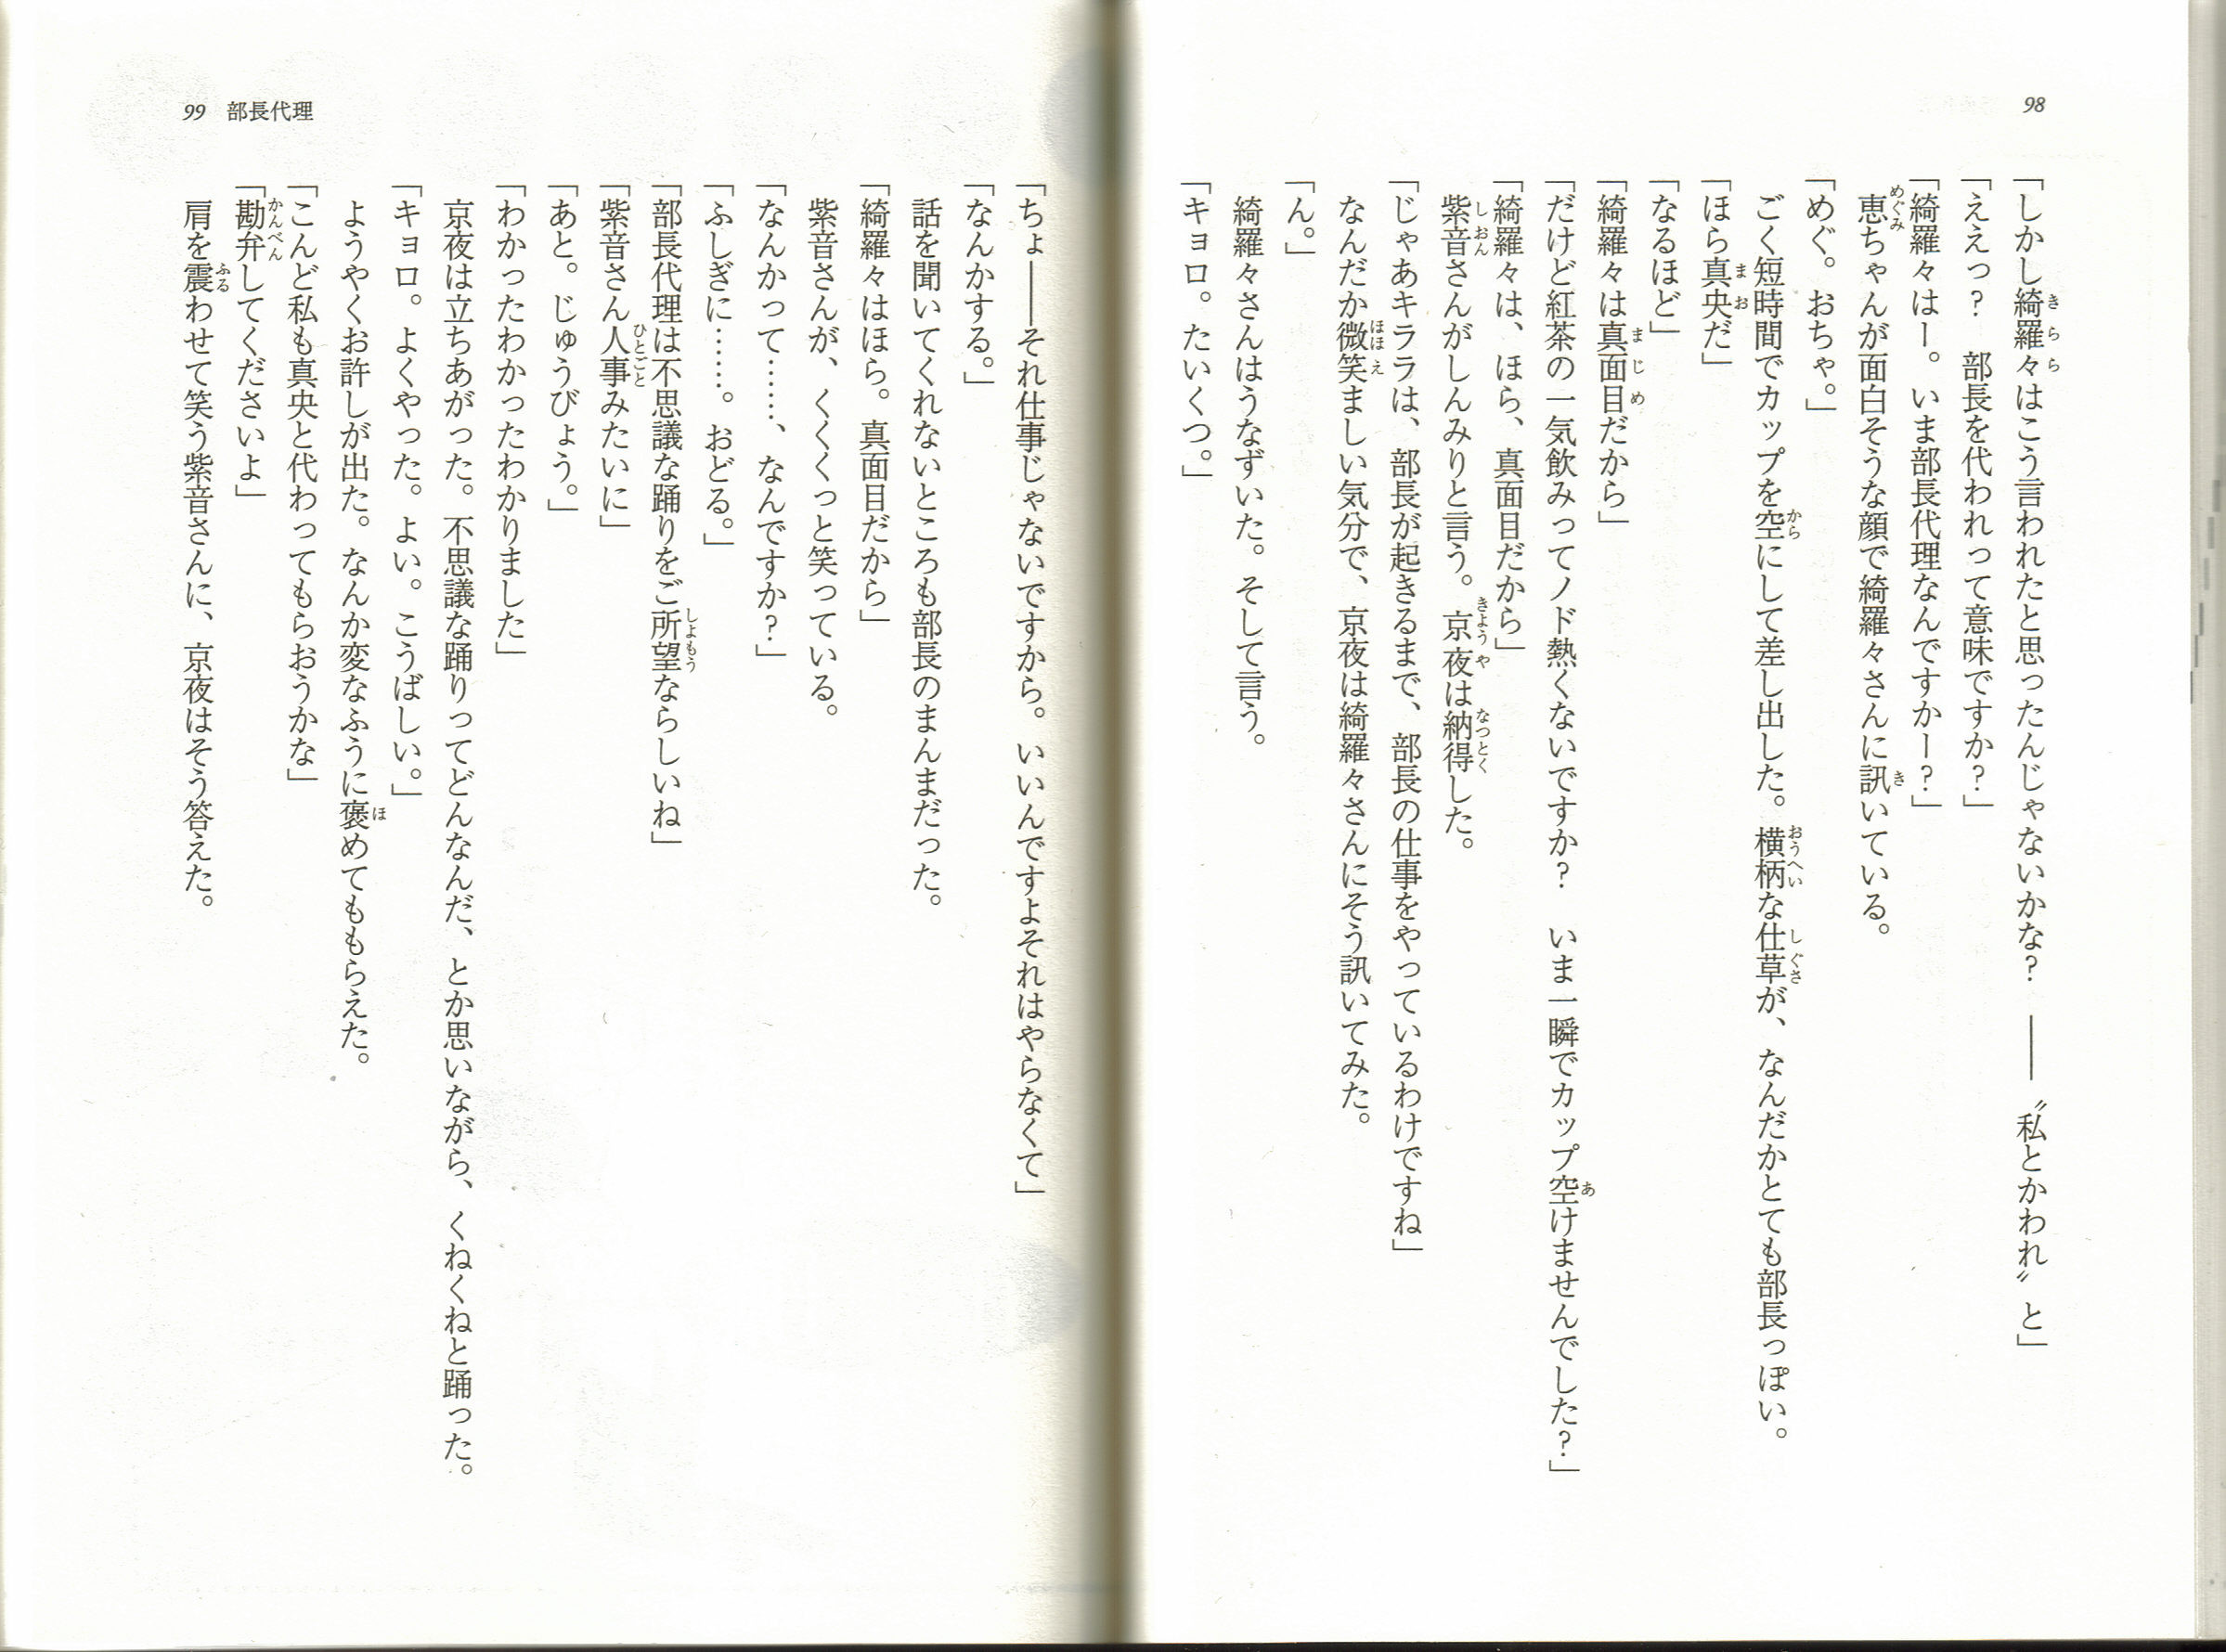 98
「しかし綺羅々はこう言われたと思ったんじゃないかな？　――〝私とかわれ〟と」
「ええっ？　部長を代われって意味ですか？」
「綺羅々はー。いま部長代理なんですかー？」
恵ちゃんが面白そうな顔で綺羅々さんに訊いている。
「めぐ。おちゃ。」
ごく短時間でカップを空にして差し出した。横柄な仕草が、なんだかとても部長っぽい。
「ほら真央だ」
「なるほど」
「綺羅々は真面目だから」
「だけど紅茶の一気飲みってノド熱くないですか？　いま一瞬でカップ空けませんでした？」
「綺羅々は、ほら、真面目だから」
紫音さんがしんみりと言う。京夜は納得した。
「じゃあキララは、部長が起きるまで、部長の仕事をやっているわけですね」
なんだか微笑ましい気分で、京夜は綺羅々さんにそう訊いてみた。
「ん。」
綺羅々さんはうなずいた。そして言う。
「キョロ。たいくつ。」
99　部長代理
「ちょ――それ仕事じゃないですから。いいんですよそれはやらなくて」
「なんかする。」
話を聞いてくれないところも部長のまんまだった。
「綺羅々はほら。真面目だから」
紫音さんが、くくくっと笑っている。
「なんかって……、なんですか？」
「ふしぎに……。おどる。」
「部長代理は不思議な踊りをご所望ならしいね」
「紫音さん人事みたいに」
「あと。じゅうびょう。」
「わかったわかったわかりました」
京夜は立ちあがった。不思議な踊りってどんなんだ、とか思いながら、くねくねと踊った。
「キョロ。よくやった。よい。こうばしい。」
ようやくお許しが出た。なんか変なふうに褒めてももらえた。
「こんど私も真央と代わってもらおうかな」
「勘弁してくださいよ」
肩を震わせて笑う紫音さんに、京夜はそう答えた。